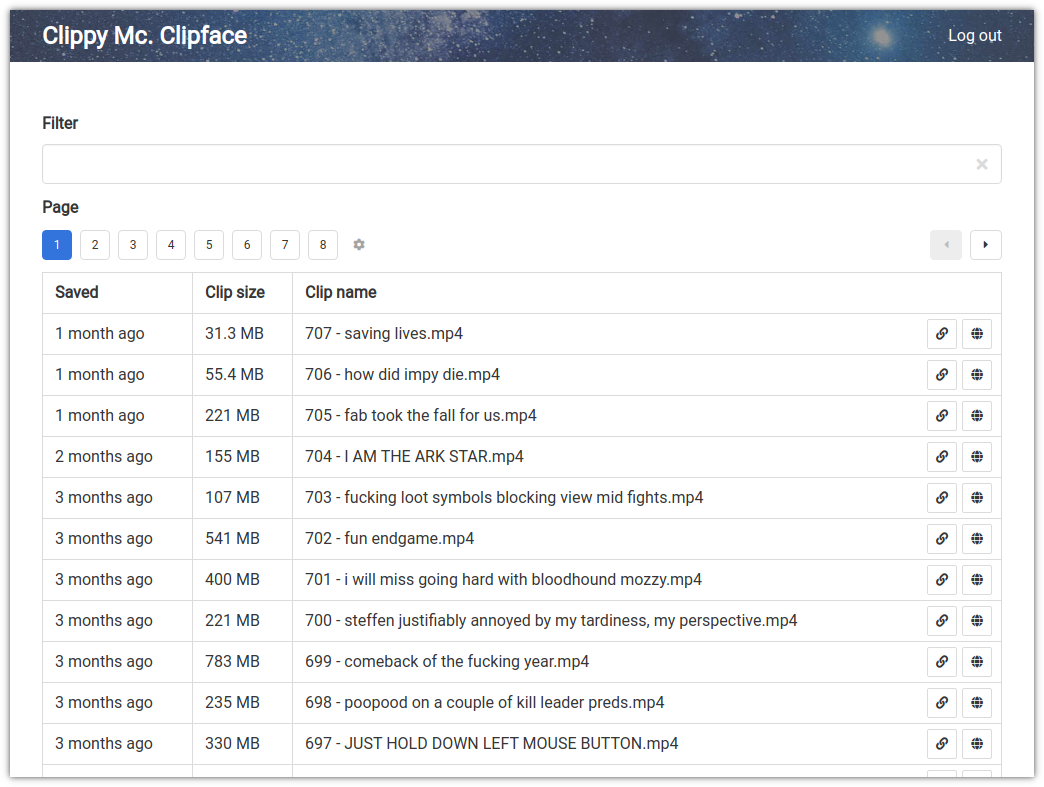 Clippy Mc. Clipface Log out
Filter
Page
1 2 3 4 5 6 7 8
Saved Clip size Clip name
1 month ago 31.3 MB 707 - saving lives.mp4
1 month ago 55.4 MB 706 - how did impy die.mp4
1 month ago 221 MB 705 - fab took the fall for us.mp4
2 months ago 155 MB 704 - I AM THE ARK STAR.mp4
3 months ago 107 MB 703 - fucking loot symbols blocking view mid fights.mp4
3 months ago 541 MB 702 - fun endgame.mp4
3 months ago 400 MB 701 - i will miss going hard with bloodhound mozzy.mp4
3 months ago 221 MB 700 - steffen justifiably annoyed by my tardiness, my perspective.mp4
3 months ago 783 MB 699 - comeback of the fucking year.mp4
3 months ago 235 MB 698 - poopood on a couple of kill leader preds.mp4
3 months ago 330 MB 697 - JUST HOLD DOWN LEFT MOUSE BUTTON.mp4